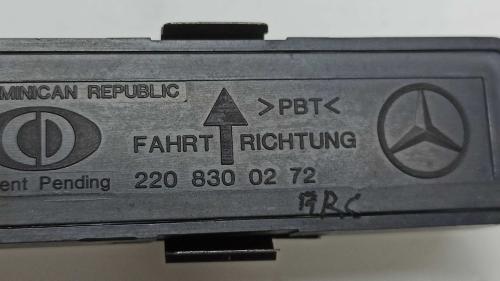 MINICAN REPUBLIC
>PBT<
FAHRT RICHTUNG
ent Pending
220 830 02 72